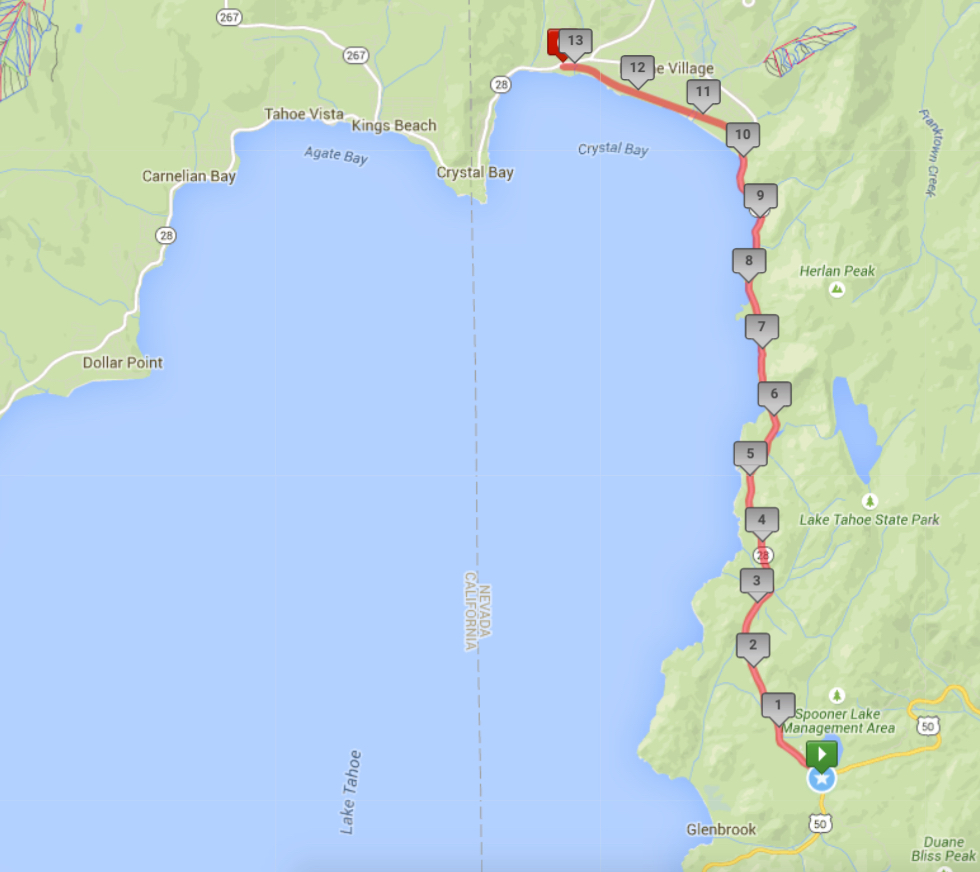 267
13
267
12
e Village
28
11
Tahoe Vista
Kings Beach
10
Agate Bay
Crystal Bay
Franktown Creek
Carnelian Bay
Crystal Bay
9
28
8
Herlan Peak
7
Dollar Point
6
5
4
Lake Tahoe State Park
28
3
NEVADA
CALIFORNIA
2
1
Spooner Lake
Management Area
50
Lake Tahoe
50
Glenbrook
Duane
Bliss Peak